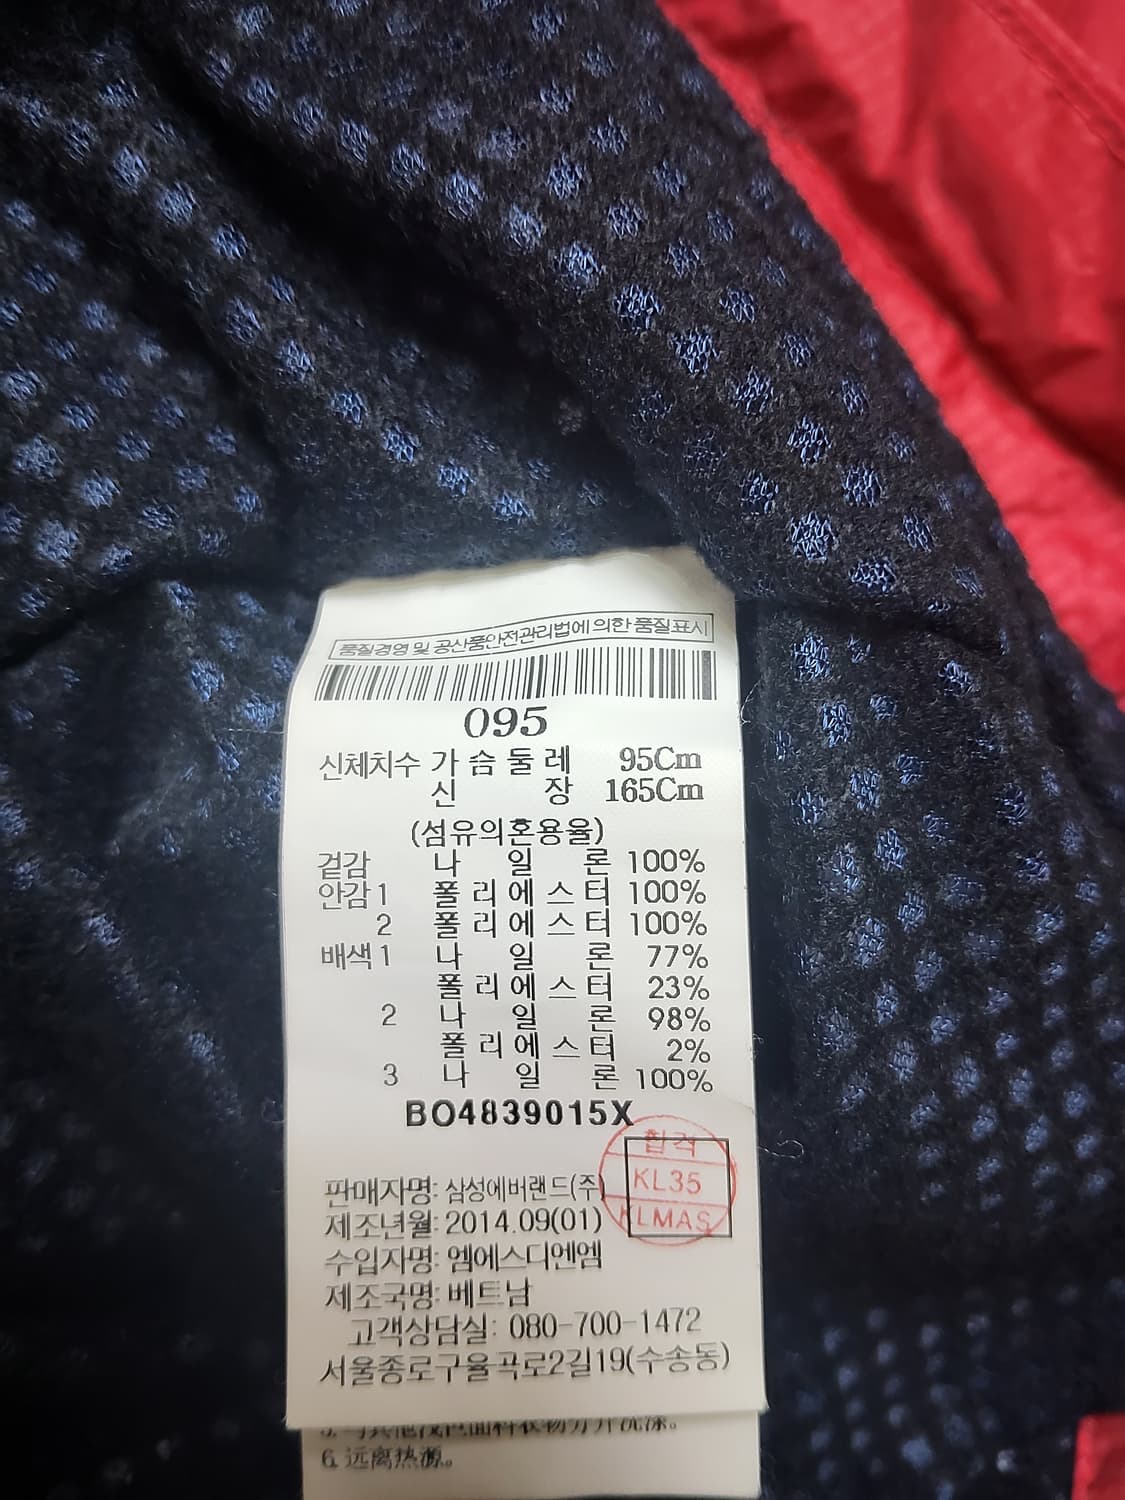 품질경영 및 공산품안전관리법에 의한 품질표시
095
신체치수 가슴둘레 95Cm
신장 165Cm
(섬유의혼용율)
겉감 나일론 100%
안감1 폴리에스터 100%
2 폴리에스터 100%
배색1 나일론 77%
폴리에스터 23%
2 나일론 98%
폴리에스터 2%
3 나일론 100%
BO4839015X
합격
KL35
KLMAS
판매자명: 삼성에버랜드(주)
제조년월: 2014.09(01)
수입자명: 엠에스디엔엠
제조국명: 베트남
고객상담실: 080-700-1472
서울종로구율곡로2길19(수송동)
6. 远离热源。